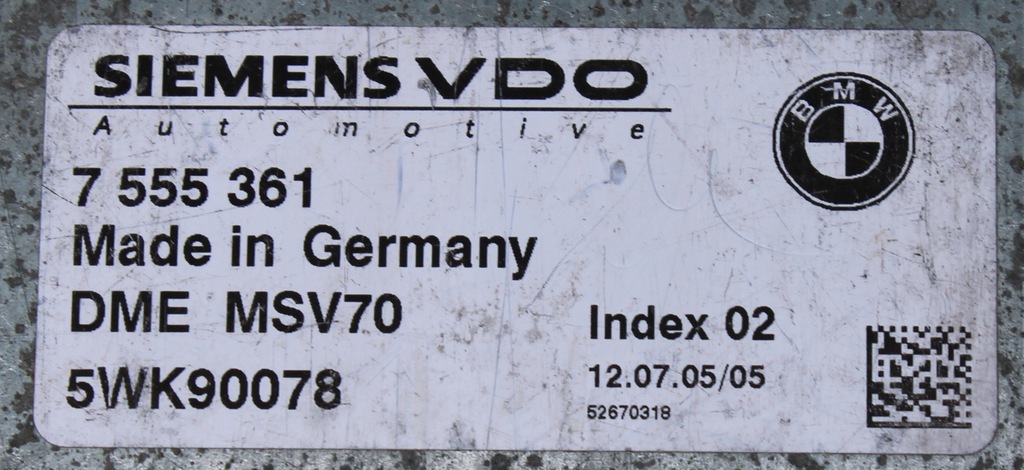 SIEMENS VDO
Automotive
BMW
7 555 361
Made in Germany
DME MSV70
Index 02
5WK90078
12.07.05/05
52670318